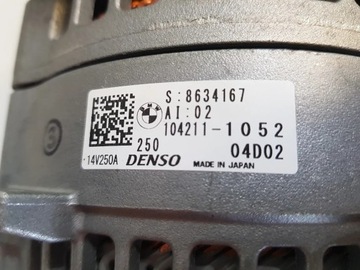 S:8634167
AI:02
104211-1052
250 04D02
14V250A DENSO MADE IN JAPAN